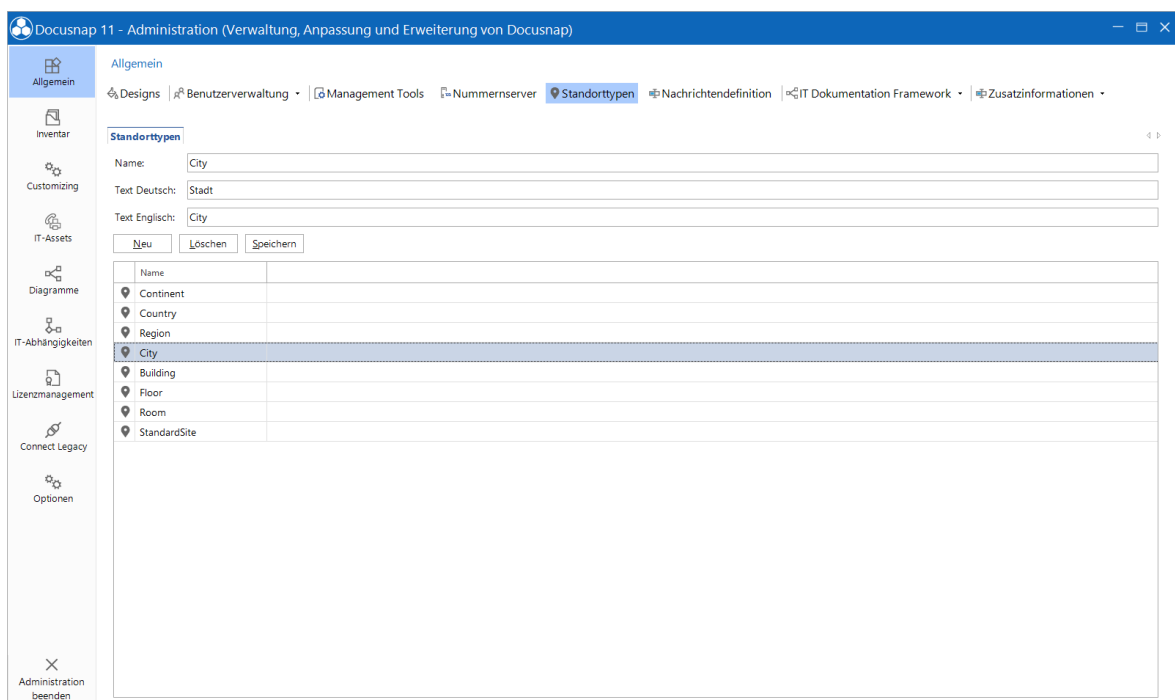 Docusnap 11 - Administration (Verwaltung, Anpassung und Erweiterung von Docusnap)
Allgemein
Inventar
Customizing
IT-Assets
Diagramme
IT-Abhängigkeiten
Lizenzmanagement
Connect Legacy
Optionen
Administration
beenden
Allgemein
Designs Benutzerverwaltung Management Tools Nummernserver Standorttypen Nachrichtendefinition IT Dokumentation Framework Zusatzinformationen
Standorttypen
Name: City
Text Deutsch: Stadt
Text Englisch: City
Neu Löschen Speichern
Name
Continent
Country
Region
City
Building
Floor
Room
StandardSite